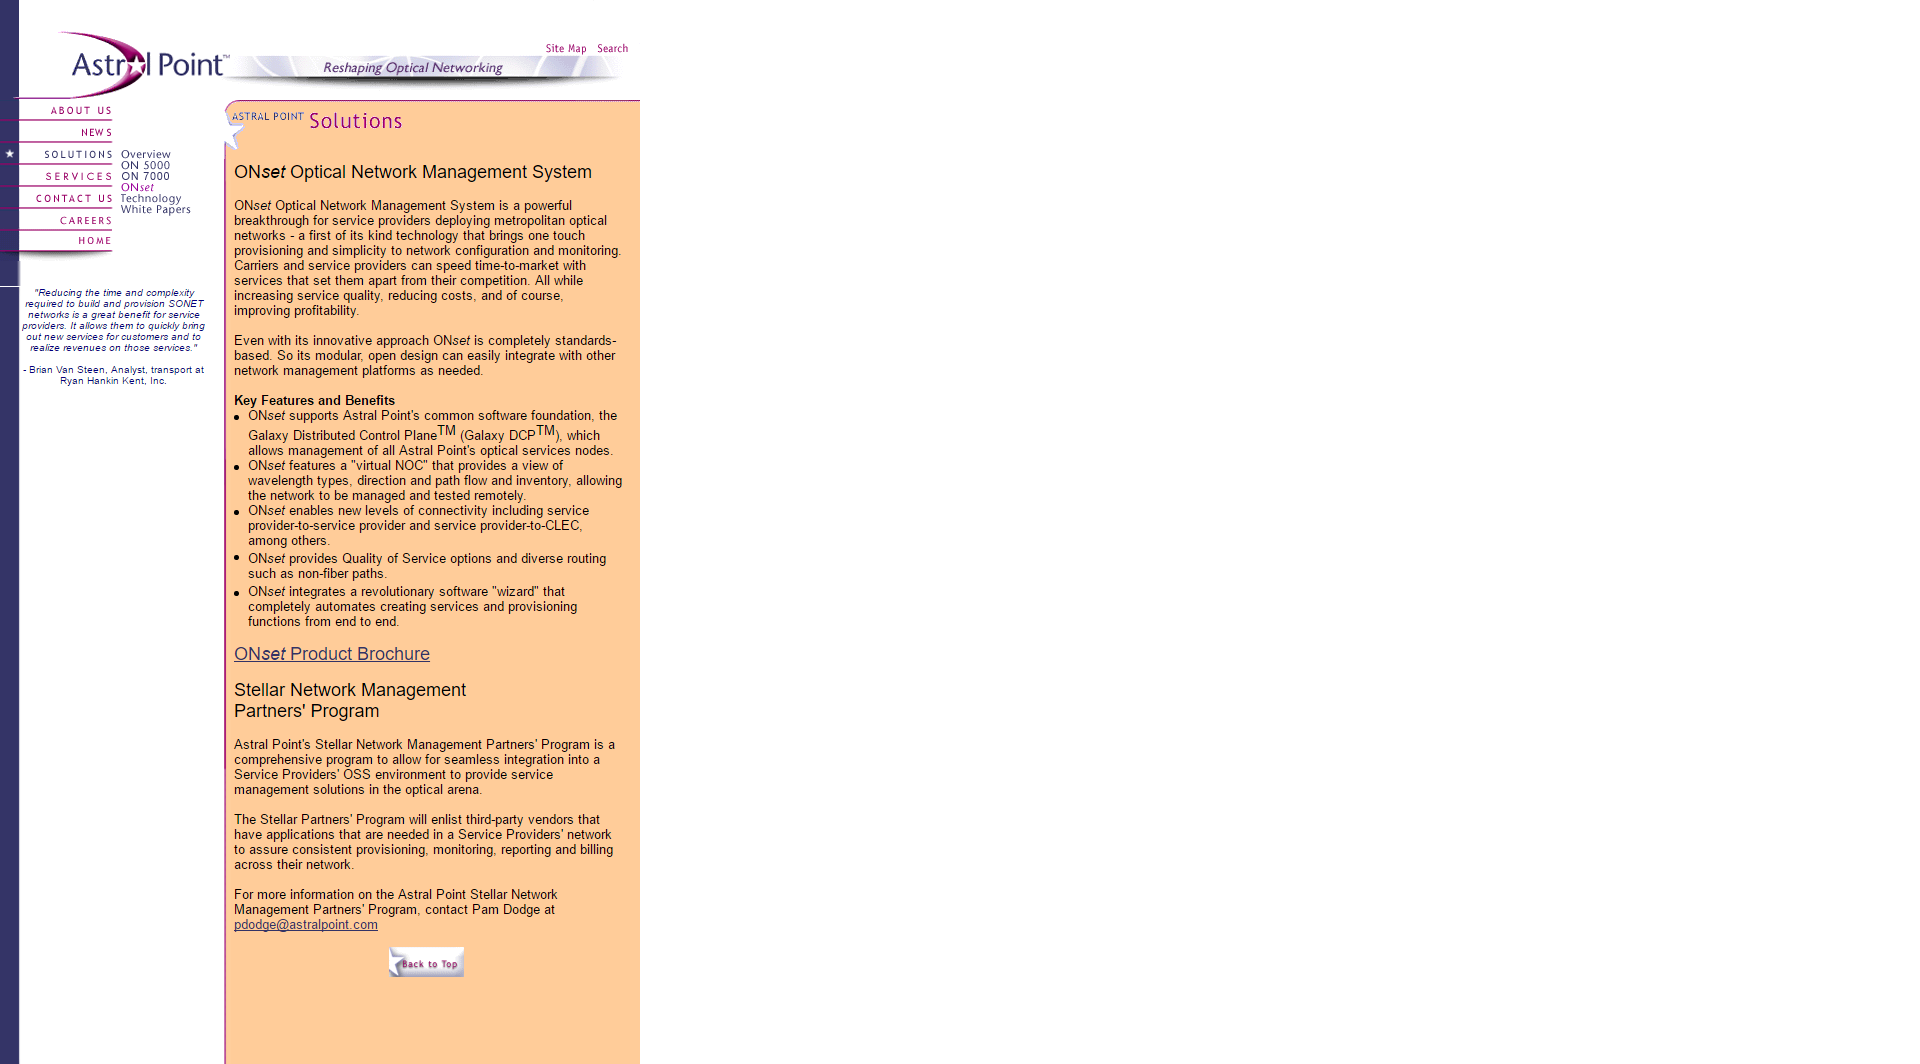 Astral Point™
Site Map Search
Reshaping Optical Networking
ABOUT US
NEWS
SOLUTIONS
SERVICES
CONTACT US
CAREERS
HOME
Overview
ON 5000
ON 7000
ONset
Technology
White Papers
"Reducing the time and complexity
required to build and provision SONET
networks is a great benefit for service
providers. It allows them to quickly bring
out new services for customers and to
realize revenues on those services."
- Brian Van Steen, Analyst, transport at
Ryan Hankin Kent, Inc.
ASTRAL POINT Solutions
ONset Optical Network Management System
ONset Optical Network Management System is a powerful
breakthrough for service providers deploying metropolitan optical
networks - a first of its kind technology that brings one touch
provisioning and simplicity to network configuration and monitoring.
Carriers and service providers can speed time-to-market with
services that set them apart from their competition. All while
increasing service quality, reducing costs, and of course,
improving profitability.
Even with its innovative approach ONset is completely standards-
based. So its modular, open design can easily integrate with other
network management platforms as needed.
Key Features and Benefits
● ONset supports Astral Point's common software foundation, the
Galaxy Distributed Control PlaneTM (Galaxy DCPTM), which
allows management of all Astral Point's optical services nodes.
● ONset features a "virtual NOC" that provides a view of
wavelength types, direction and path flow and inventory, allowing
the network to be managed and tested remotely.
● ONset enables new levels of connectivity including service
provider-to-service provider and service provider-to-CLEC,
among others.
● ONset provides Quality of Service options and diverse routing
such as non-fiber paths.
● ONset integrates a revolutionary software "wizard" that
completely automates creating services and provisioning
functions from end to end.
ONset Product Brochure
Stellar Network Management
Partners' Program
Astral Point's Stellar Network Management Partners' Program is a
comprehensive program to allow for seamless integration into a
Service Providers' OSS environment to provide service
management solutions in the optical arena.
The Stellar Partners' Program will enlist third-party vendors that
have applications that are needed in a Service Providers' network
to assure consistent provisioning, monitoring, reporting and billing
across their network.
For more information on the Astral Point Stellar Network
Management Partners' Program, contact Pam Dodge at
pdodge@astralpoint.com
Back to Top